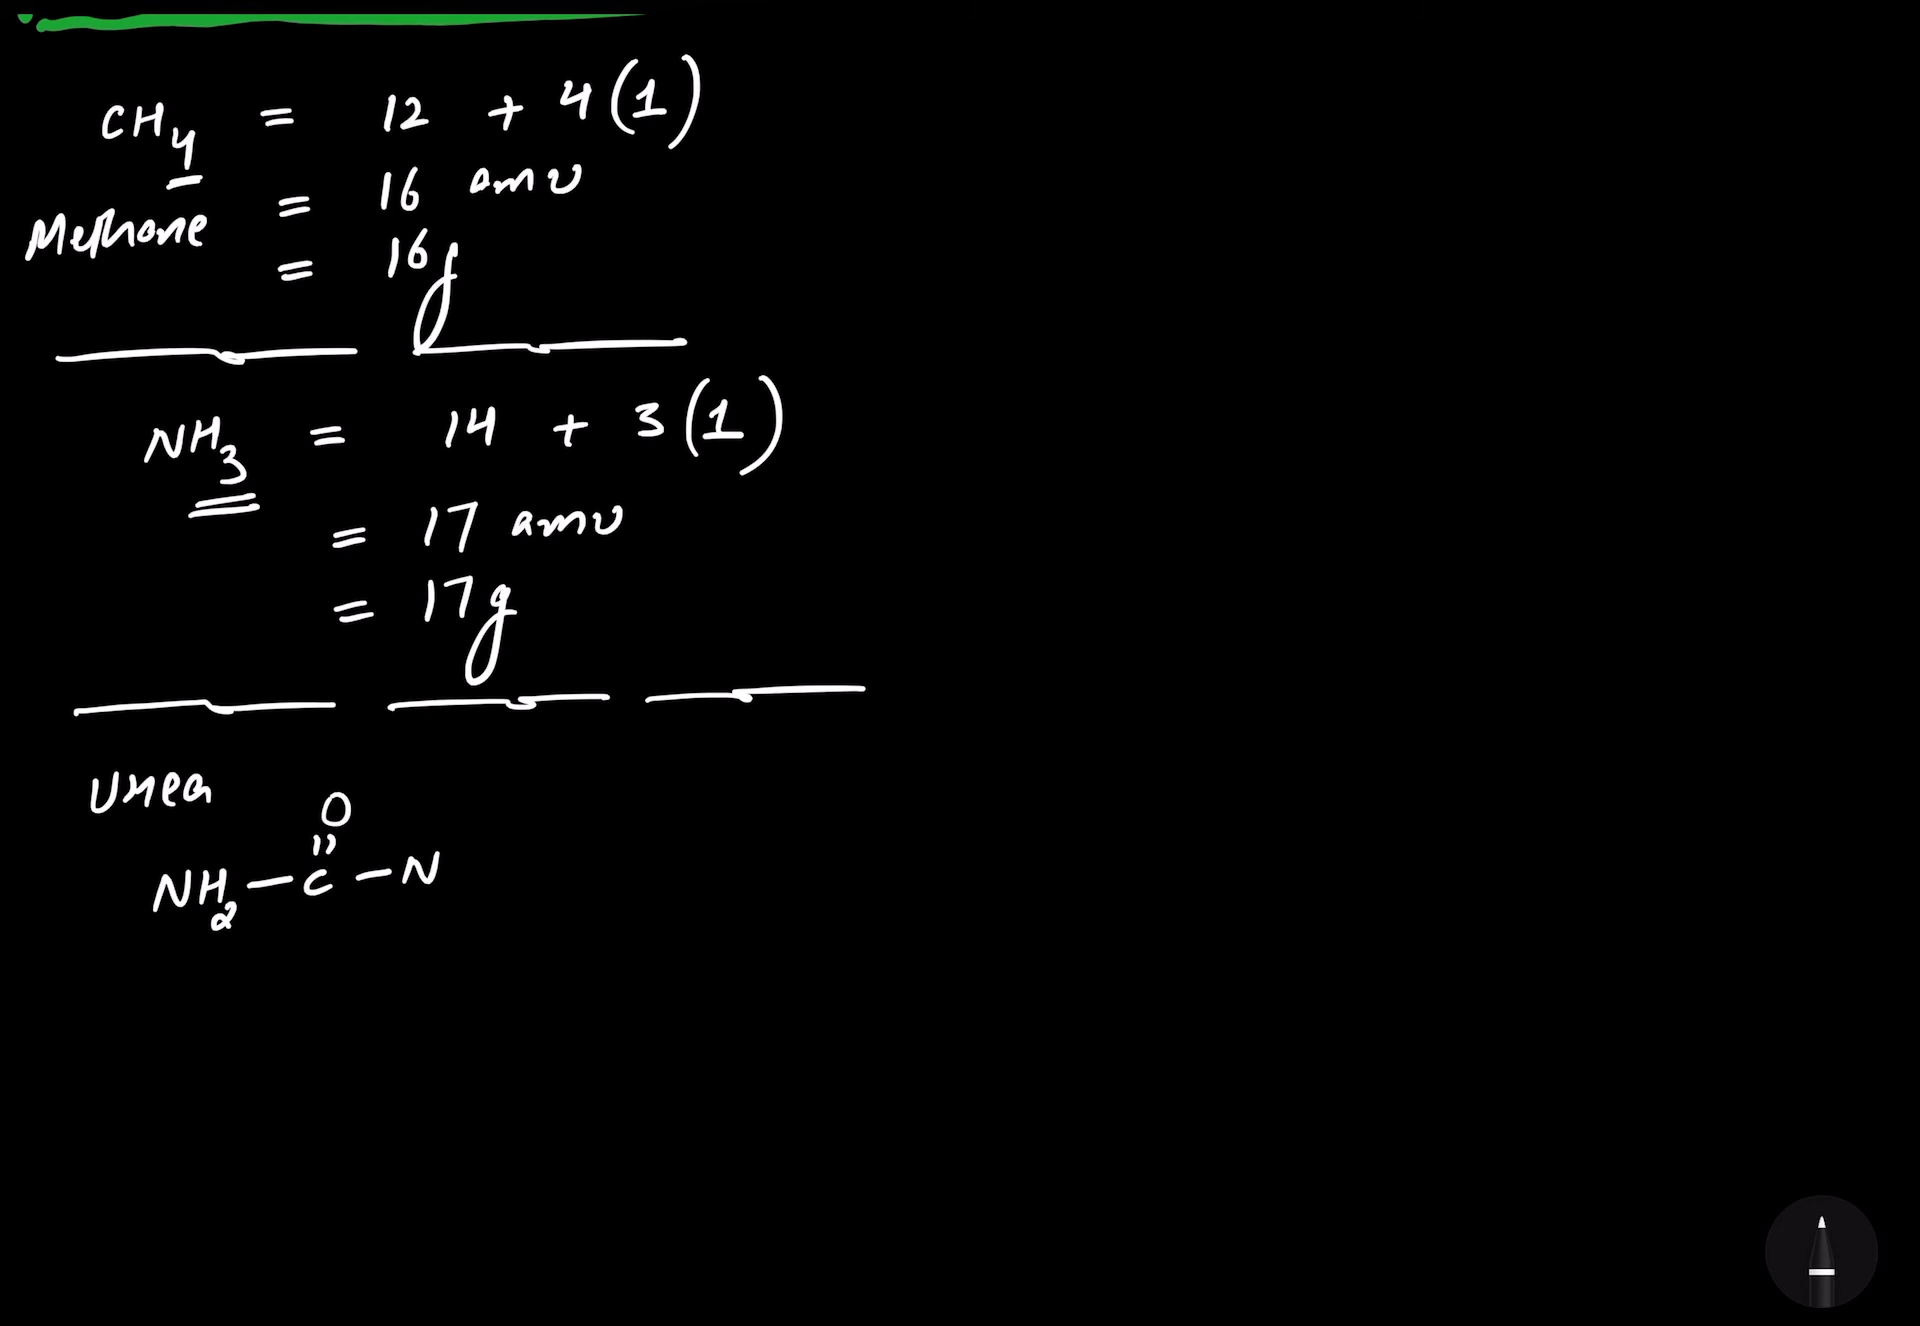 CH4 = 12 + 4(1)
= 16 amu
Methane
= 16g
NH3 = 14 + 3(1)
= 17 amu
= 17g
Urea
O
NH2-C-N